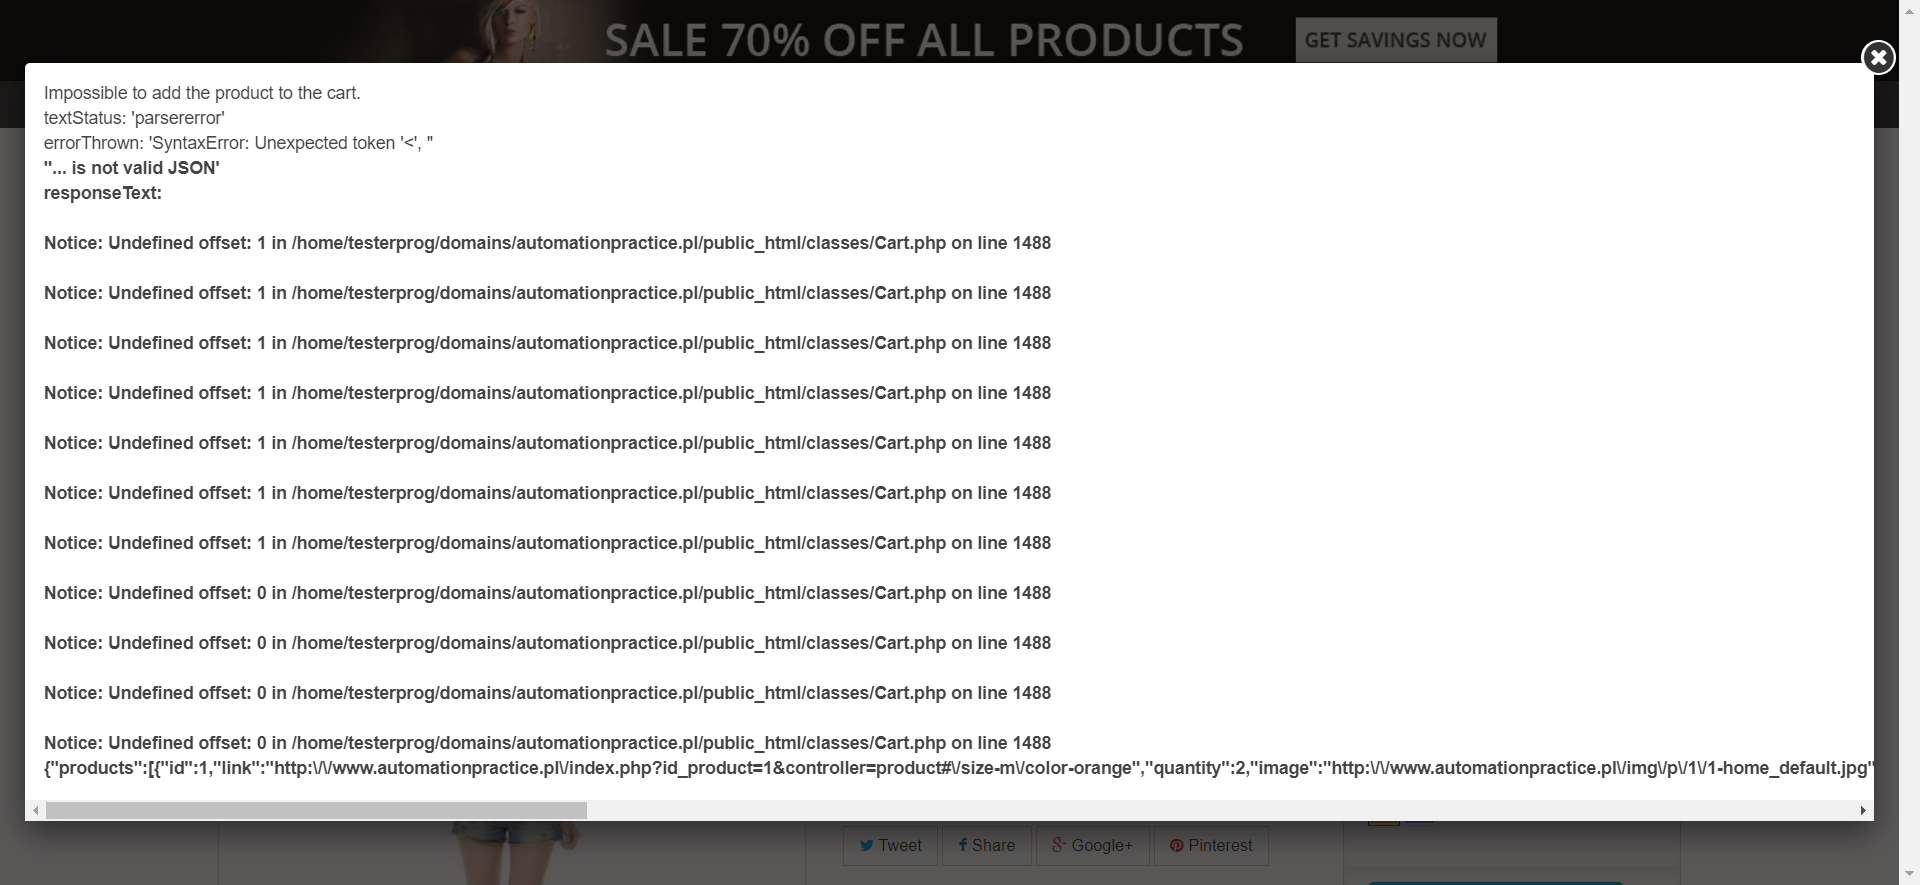 SALE 70% OFF ALL PRODUCTS
GET SAVINGS NOW
Impossible to add the product to the cart.
textStatus: 'parsererror'
errorThrown: 'SyntaxError: Unexpected token '<', "
"... is not valid JSON'
responseText:
Notice: Undefined offset: 1 in /home/testerprog/domains/automationpractice.pl/public_html/classes/Cart.php on line 1488
Notice: Undefined offset: 1 in /home/testerprog/domains/automationpractice.pl/public_html/classes/Cart.php on line 1488
Notice: Undefined offset: 1 in /home/testerprog/domains/automationpractice.pl/public_html/classes/Cart.php on line 1488
Notice: Undefined offset: 1 in /home/testerprog/domains/automationpractice.pl/public_html/classes/Cart.php on line 1488
Notice: Undefined offset: 1 in /home/testerprog/domains/automationpractice.pl/public_html/classes/Cart.php on line 1488
Notice: Undefined offset: 1 in /home/testerprog/domains/automationpractice.pl/public_html/classes/Cart.php on line 1488
Notice: Undefined offset: 1 in /home/testerprog/domains/automationpractice.pl/public_html/classes/Cart.php on line 1488
Notice: Undefined offset: 0 in /home/testerprog/domains/automationpractice.pl/public_html/classes/Cart.php on line 1488
Notice: Undefined offset: 0 in /home/testerprog/domains/automationpractice.pl/public_html/classes/Cart.php on line 1488
Notice: Undefined offset: 0 in /home/testerprog/domains/automationpractice.pl/public_html/classes/Cart.php on line 1488
Notice: Undefined offset: 0 in /home/testerprog/domains/automationpractice.pl/public_html/classes/Cart.php on line 1488
{"products":[{"id":1,"link":"http:\/\/www.automationpractice.pl\/index.php?id_product=1&controller=product#\/size-m\/color-orange","quantity":2,"image":"http:\/\/www.automationpractice.pl\/img\/p\/1\/1-home_default.jpg"
Tweet
Share
Google+
Pinterest